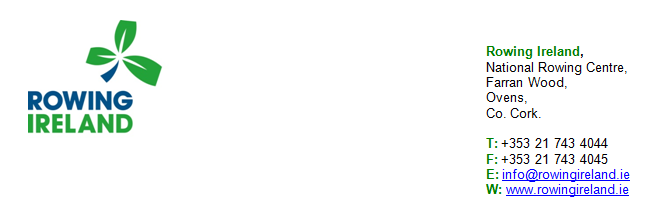 ROWING
IRELAND
Rowing Ireland,
National Rowing Centre,
Farran Wood,
Ovens,
Co. Cork.
T: +353 21 743 4044
F: +353 21 743 4045
E: info@rowingireland.ie
W: www.rowingireland.ie